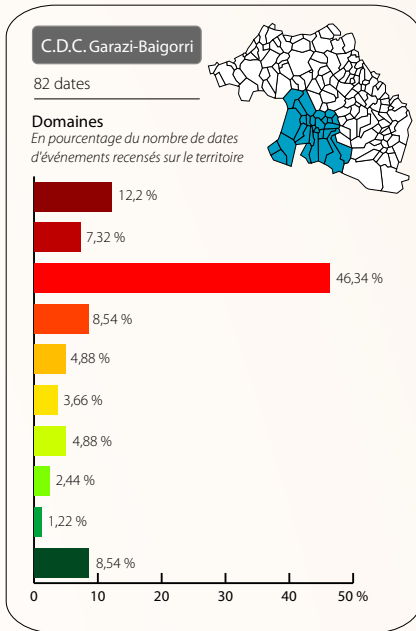 C.D.C. Garazi-Baigorri
82 dates
Domaines
En pourcentage du nombre de dates
d'événements recensés sur le territoire
12,2 %
7,32 %
46,34 %
8,54 %
4,88 %
3,66 %
4,88 %
2,44 %
1,22 %
8,54 %
0 10 20 30 40 50 %